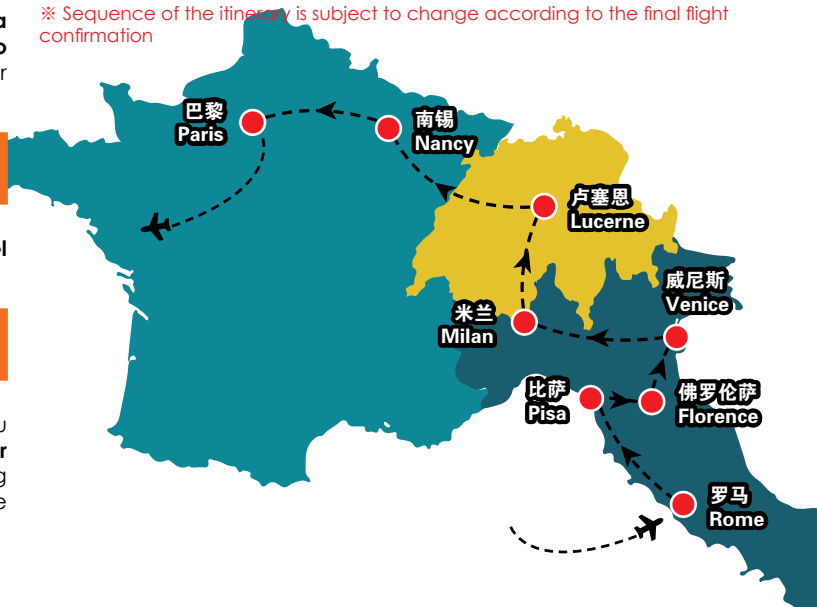 ※ Sequence of the itinerary is subject to change according to the final flight
confirmation
巴黎
Paris
南锡
Nancy
卢塞恩
Lucerne
威尼斯
Venice
米兰
Milan
比萨
Pisa
佛罗伦萨
Florence
罗马
Rome